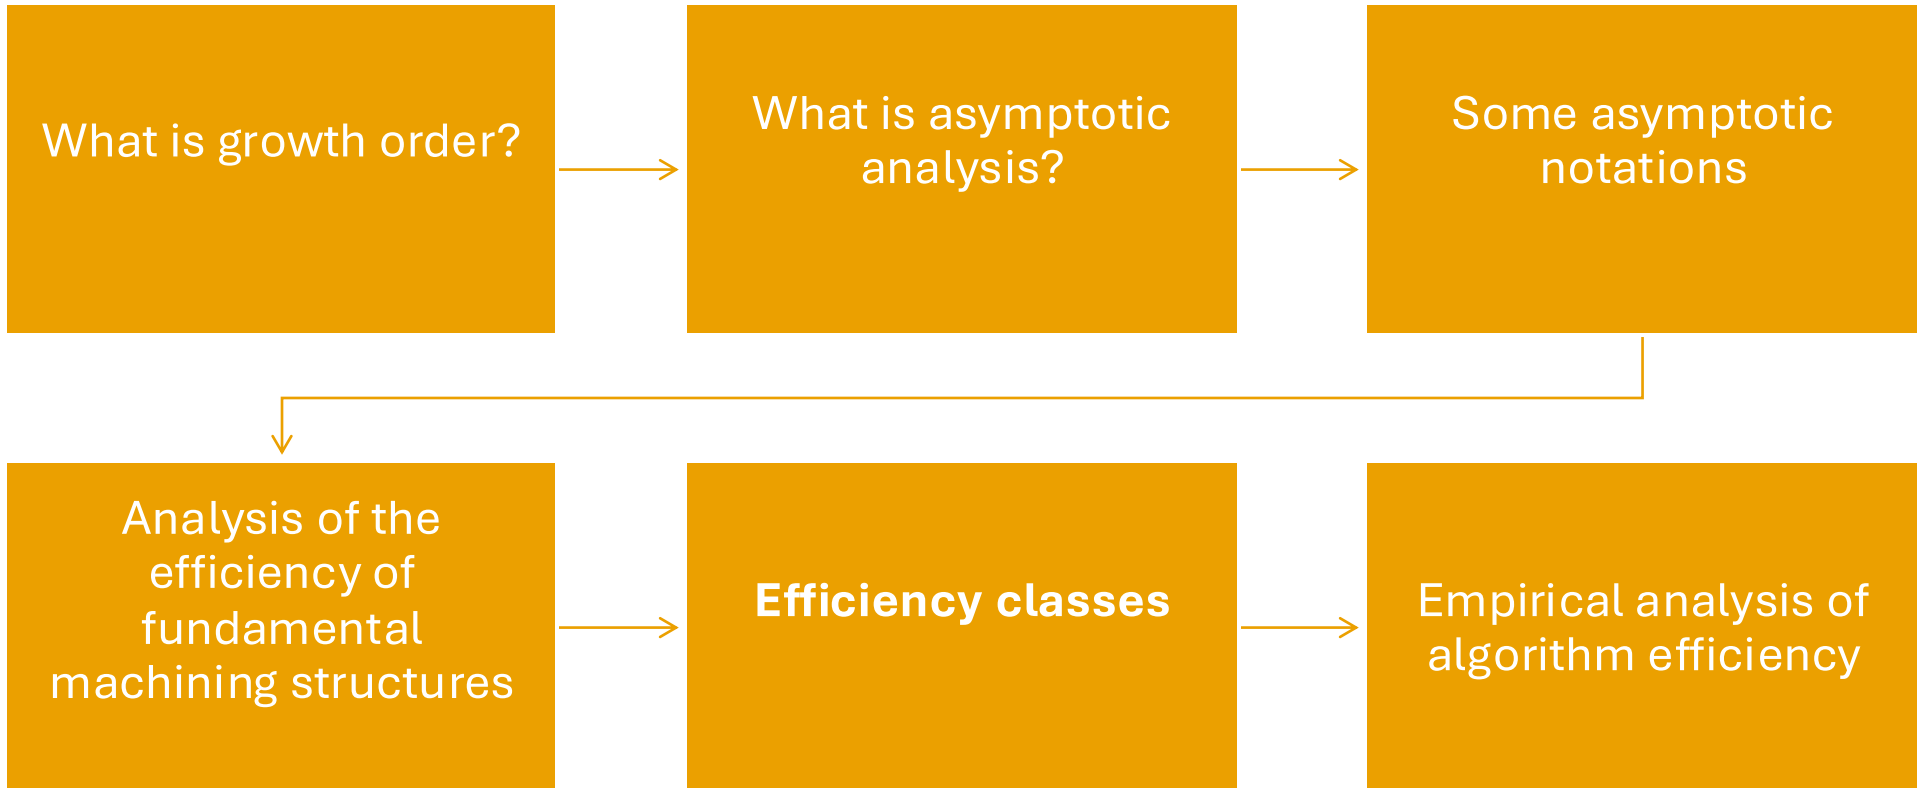 What is growth order?
What is asymptotic
analysis?
Some asymptotic
notations
Analysis of the
efficiency of
fundamental
machining structures
Efficiency classes
Empirical analysis of
algorithm efficiency